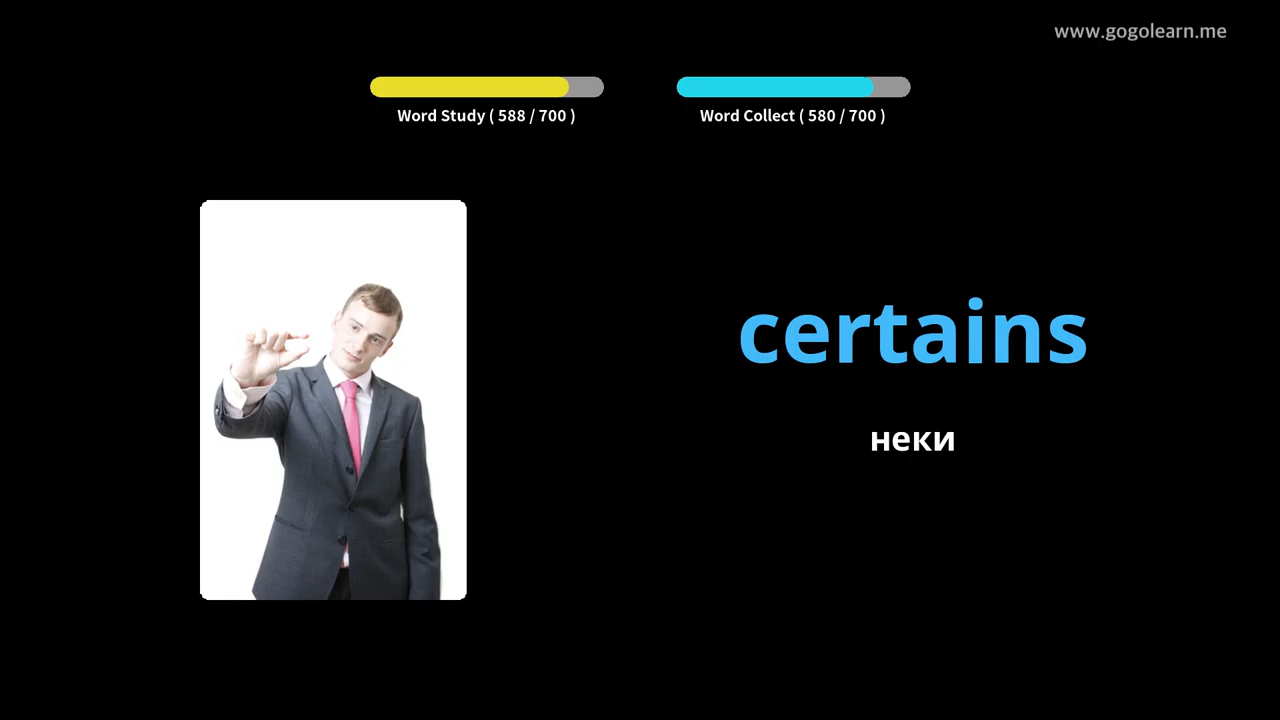 www.gogolearn.me
Word Study ( 588 / 700 )
Word Collect ( 580 / 700 )
certains
неки